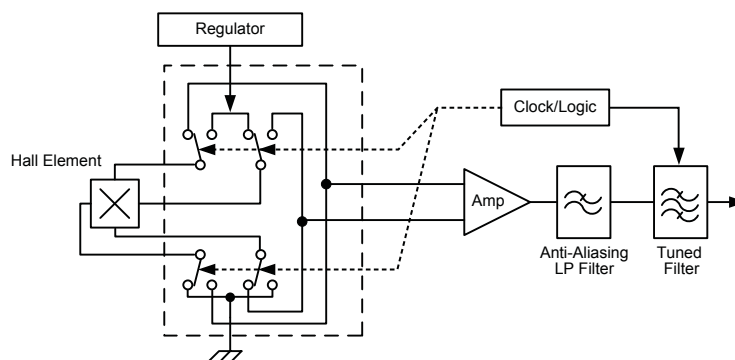 Regulator
Clock/Logic
Hall Element
Amp
Anti-Aliasing
LP Filter
Tuned
Filter